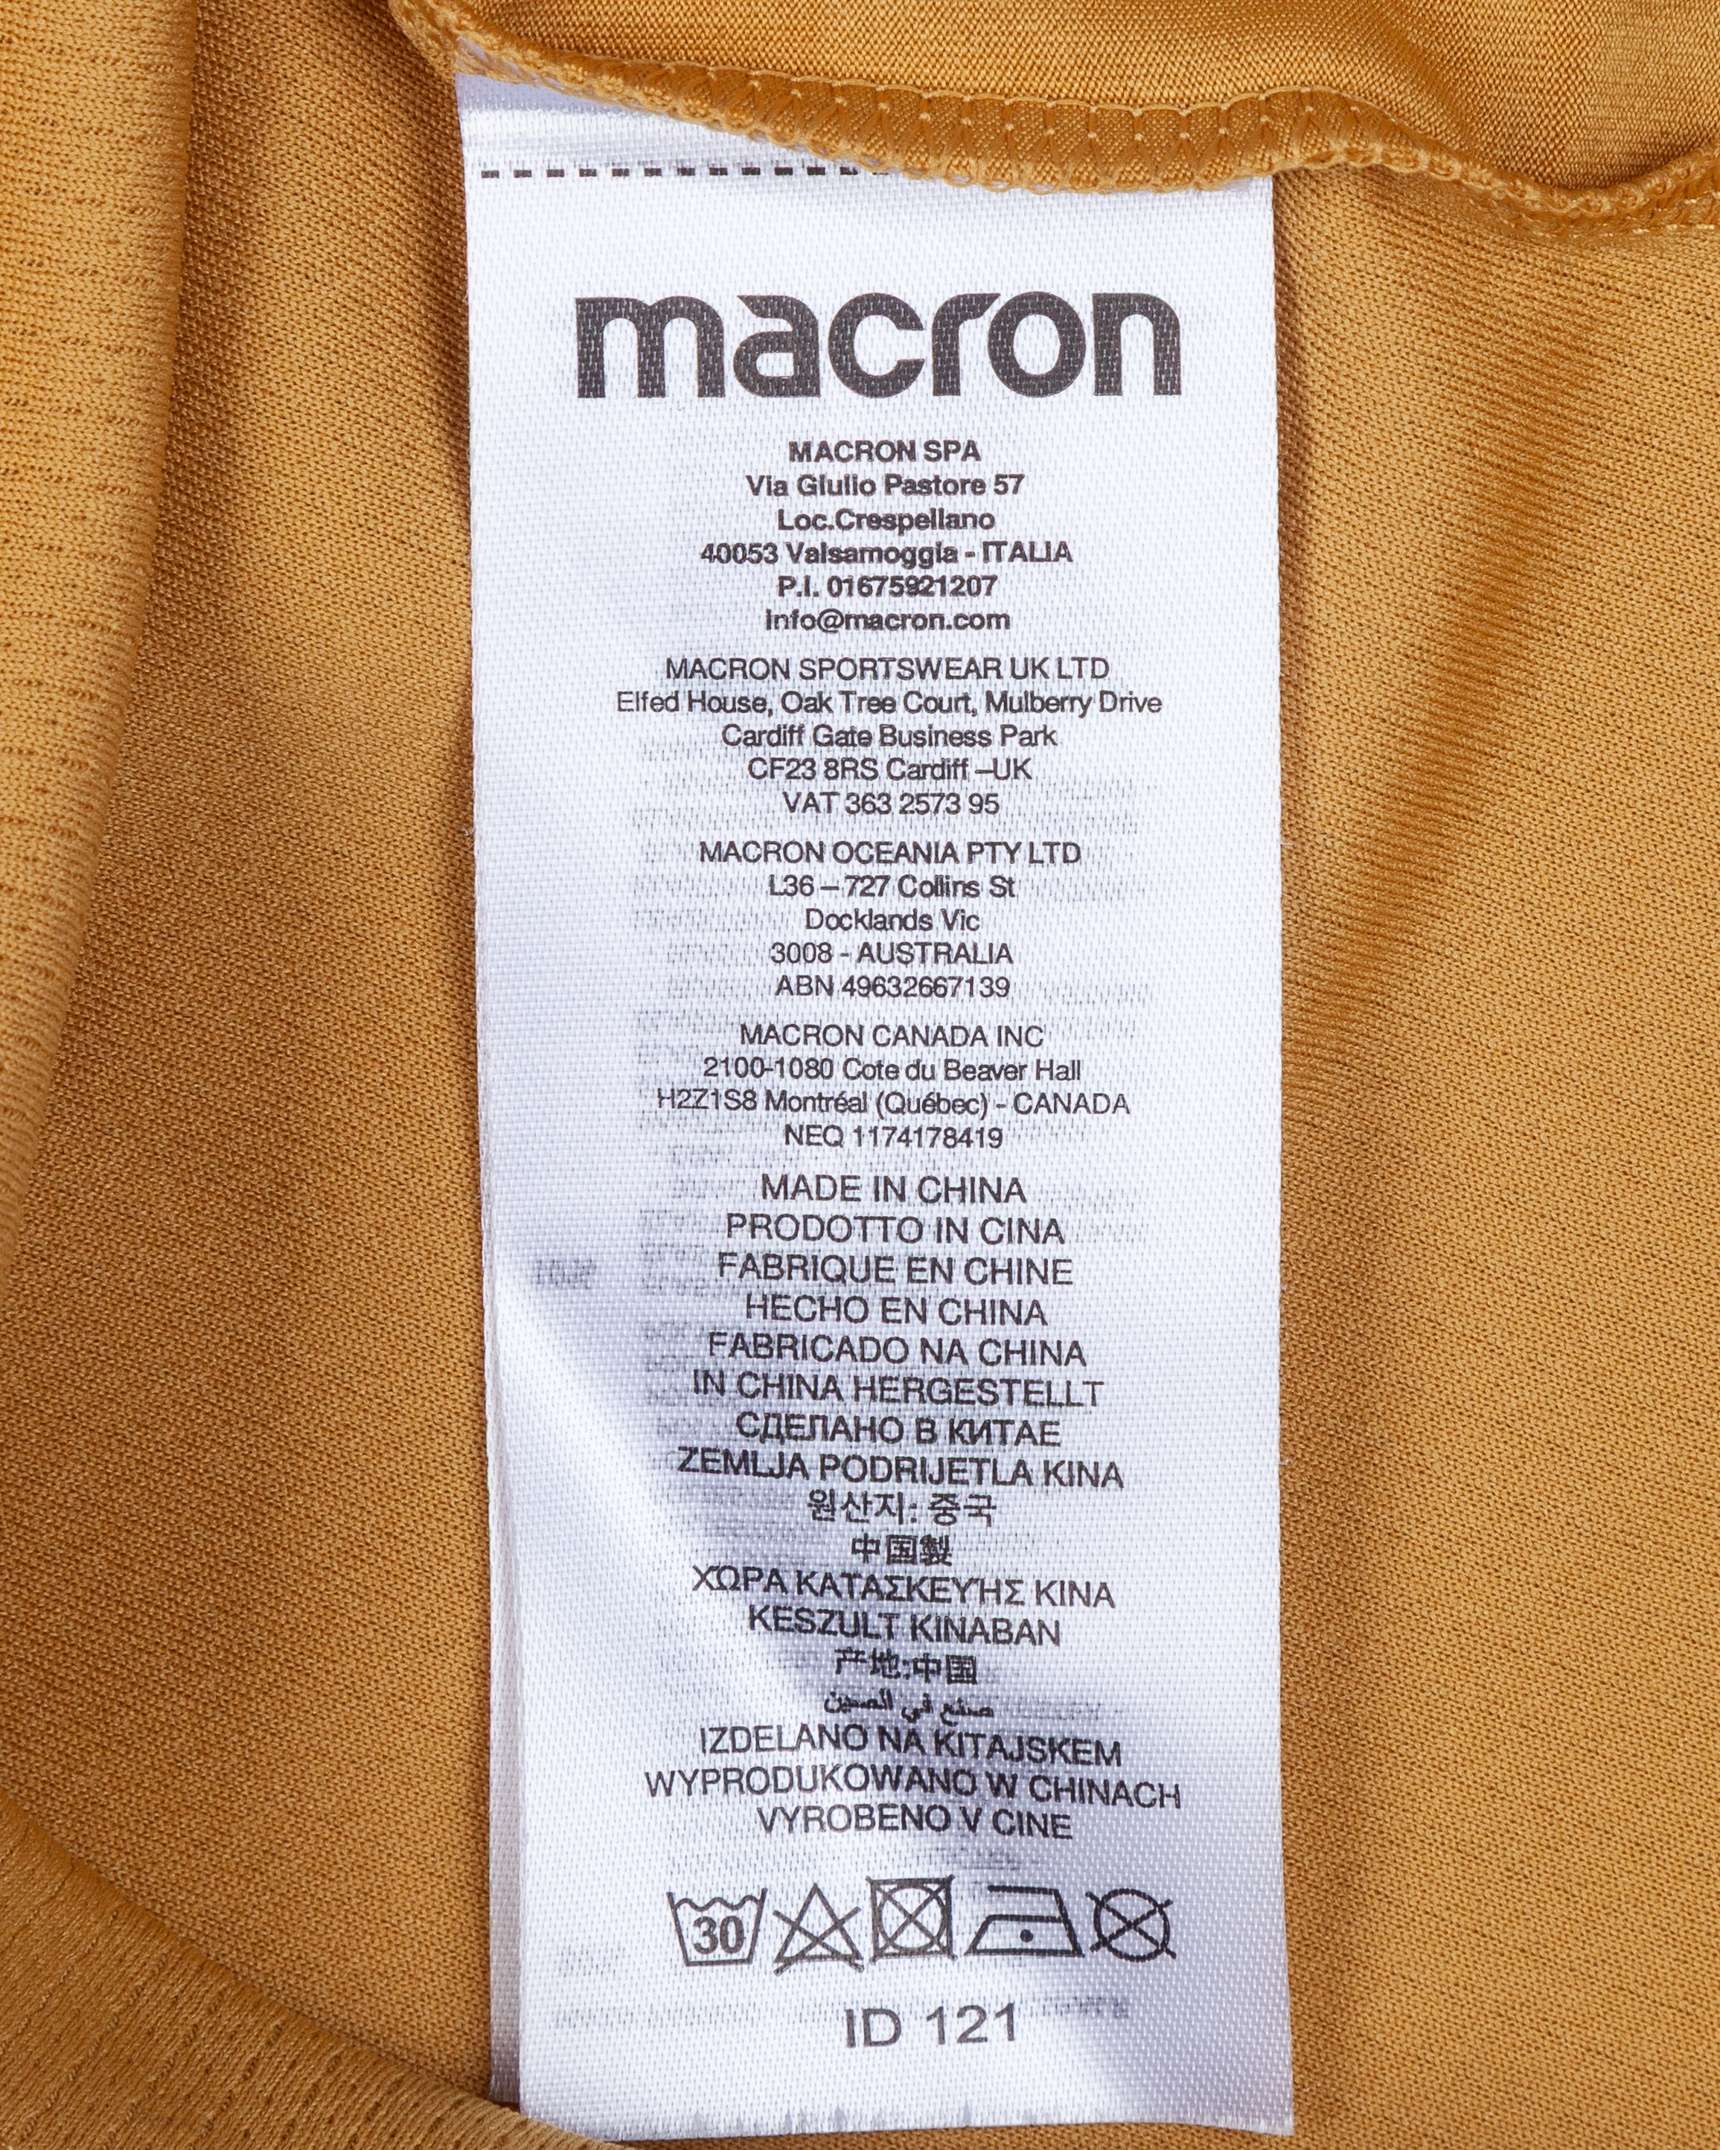 macron
MACRON SPA
Via Giulio Pastore 57
Loc.Crespellano
40053 Valsamoggia - ITALIA
P.I. 01675921207
info@macron.com
MACRON SPORTSWEAR UK LTD
Elfed House, Oak Tree Court, Mulberry Drive
Cardiff Gate Business Park
CF23 8RS Cardiff –UK
VAT 363 2573 95
MACRON OCEANIA PTY LTD
L36 – 727 Collins St
Docklands Vic
3008 - AUSTRALIA
ABN 49632667139
MACRON CANADA INC
2100-1080 Cote du Beaver Hall
H2Z1S8 Montréal (Québec) - CANADA
NEQ 1174178419
MADE IN CHINA
PRODOTTO IN CINA
FABRIQUE EN CHINE
HECHO EN CHINA
FABRICADO NA CHINA
IN CHINA HERGESTELLT
СДЕЛАНО В КИТАЕ
ZEMLJA PODRIJETLA KINA
원산지: 중국
中国製
ΧΩΡΑ ΚΑΤΑΣΚΕΥΉΣ ΚΙΝΑ
KESZULT KINABAN
产地:中国
صنع في الصين
IZDELANO NA KITAJSKEM
WYPRODUKOWANO W CHINACH
VYROBENO V CINE
30
ID 121